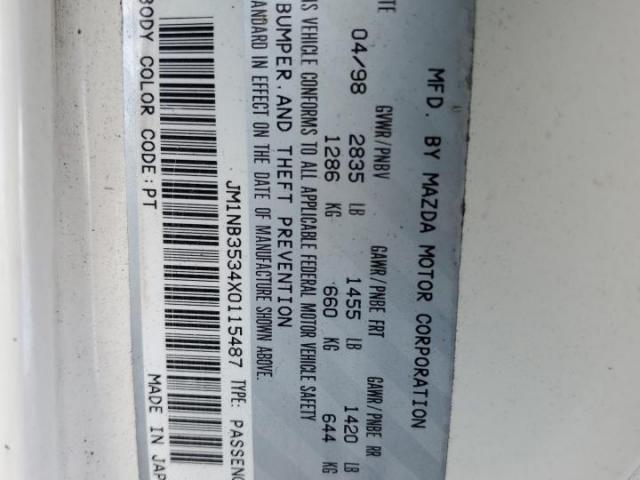 MFD. BY MAZDA MOTOR CORPORATION
GVWR/PNBV GAWR/PNBE FRT GAWR/PNBE RR
04/98 2835 LB 1455 LB 1420 LB
1286 KG 660 KG 644 KG
VEHICLE CONFORMS TO ALL APPLICABLE FEDERAL MOTOR VEHICLE SAFETY
BUMPER.AND THEFT PREVENTION
IN EFFECT ON THE DATE OF MANUFACTURE SHOWN ABOVE.
JM1NB3534X0115487 TYPE: PASSENG
BODY COLOR CODE:PT MADE IN JAP